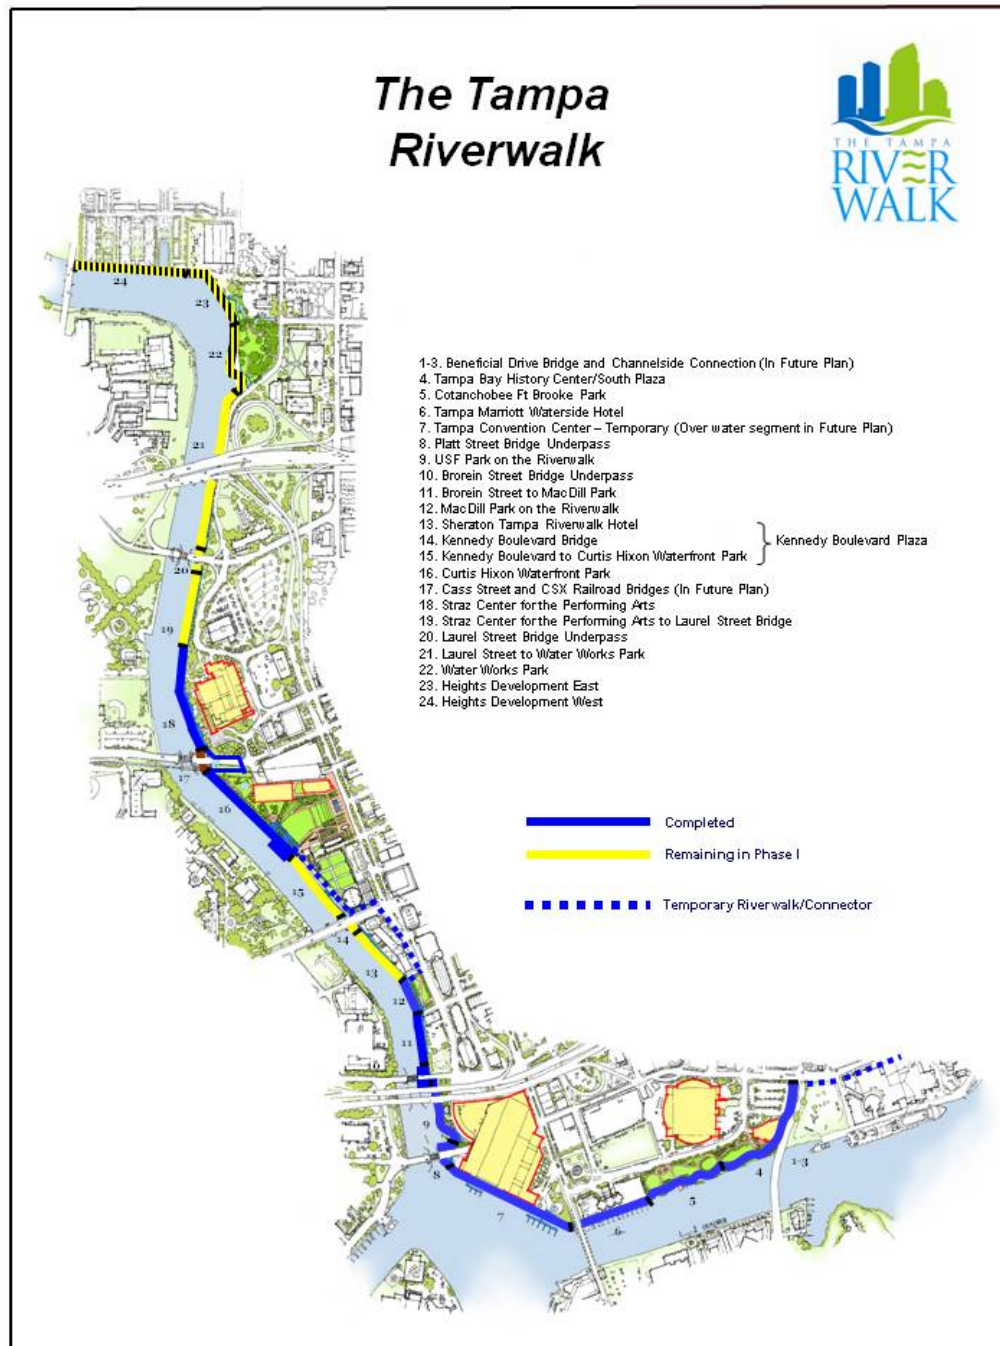 The Tampa
Riverwalk
THE TAMPA
RIVER
WALK
1-3. Beneficial Drive Bridge and Channelside Connection (In Future Plan)
4. Tampa Bay History Center/South Plaza
5. Cotanchobee Ft Brooke Park
6. Tampa Marriott Waterside Hotel
7. Tampa Convention Center – Temporary (Over water segment in Future Plan)
8. Platt Street Bridge Underpass
9. USF Park on the Riverwalk
10. Brorein Street Bridge Underpass
11. Brorein Street to MacDill Park
12. MacDill Park on the Riverwalk
13. Sheraton Tampa Riverwalk Hotel
14. Kennedy Boulevard Bridge
15. Kennedy Boulevard to Curtis Hixon Waterfront Park
Kennedy Boulevard Plaza
16. Curtis Hixon Waterfront Park
17. Cass Street and CSX Railroad Bridges (In Future Plan)
18. Straz Center for the Performing Arts
19. Straz Center for the Performing Arts to Laurel Street Bridge
20. Laurel Street Bridge Underpass
21. Laurel Street to Water Works Park
22. Water Works Park
23. Heights Development East
24. Heights Development West
Completed
Remaining in Phase I
Temporary Riverwalk/Connector
24
23
22
21
20
19
18
17
16
15
14
13
12
11
10
9
8
7
6
5
4
1-3